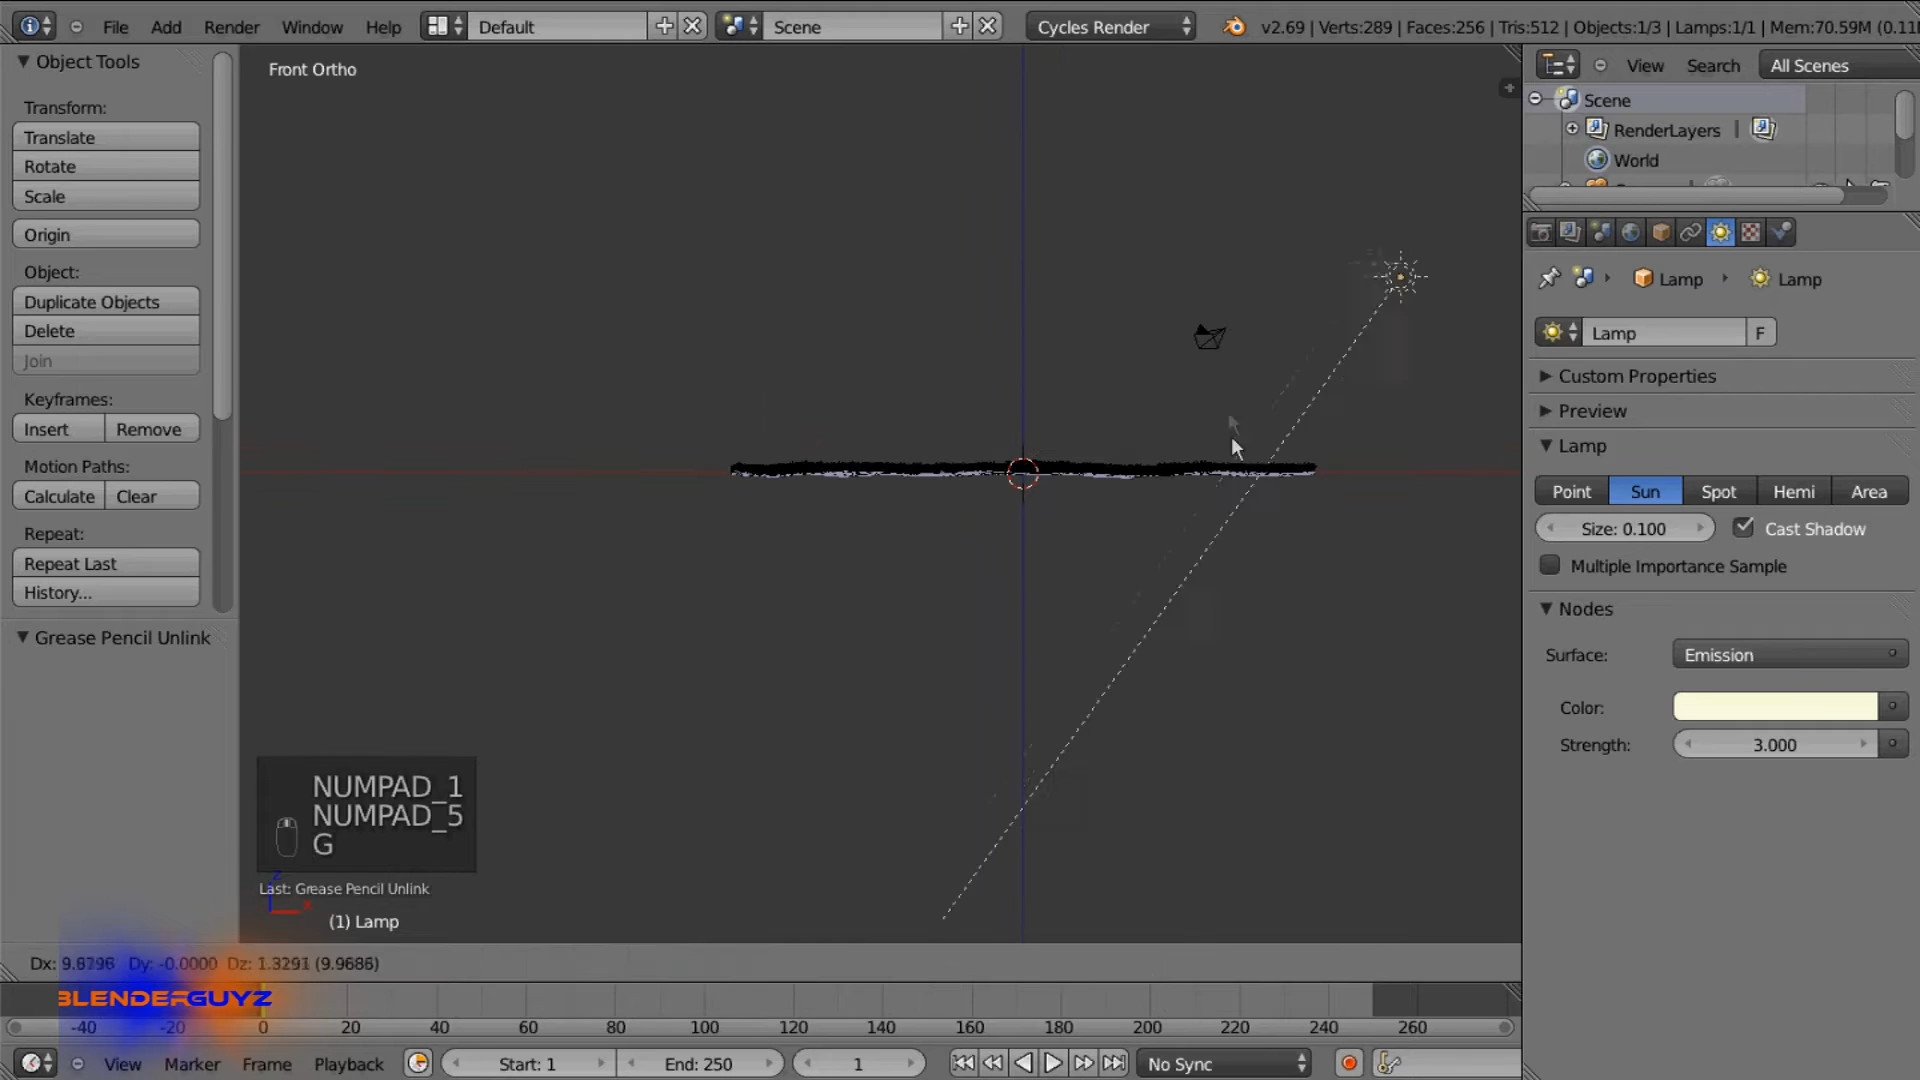 File Add Render Window Help Default Scene Cycles Render v2.69 | Verts:289 | Faces:256 | Tris:512 | Objects:1/3 | Lamps:1/1 | Mem:70.59M (0.11
Object Tools
Front Ortho
View Search All Scenes
Scene
Transform:
RenderLayers
Translate
World
Rotate
Scale
Origin
Object:
Lamp Lamp
Duplicate Objects
Delete
Lamp F
Join
Custom Properties
Keyframes:
Preview
Insert Remove
Lamp
Motion Paths:
Calculate Clear
Point Sun Spot Hemi Area
Repeat:
Size: 0.100 Cast Shadow
Repeat Last
Multiple Importance Sample
History...
Nodes
Grease Pencil Unlink
Surface: Emission
Color:
Strength: 3.000
NUMPAD_1
NUMPAD_5
G
Last: Grease Pencil Unlink
z
x
(1) Lamp
Dy: -0.0000 Dz: 1.3291 (9.9686)
BLENDERGUYZ
-40 -20 0 20 40 60 80 100 120 140 160 180 200 220 240 260
View Marker Frame Playback Start: 1 End: 250 1 No Sync